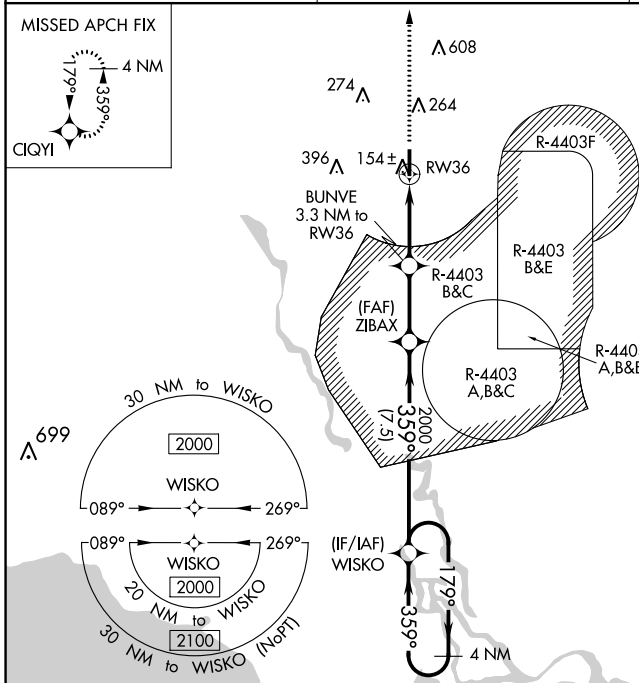 MISSED APCH FIX
4 NM
179°
359°
CIQYI
608
274
264
396
154±
RW36
R-4403F
BUNVE
3.3 NM to
RW36
R-4403
B&C
R-4403
B&E
(FAF)
ZIBAX
R-4403
A,B&C
A,B&E
2000
359°
(7.5)
699
30 NM to WISKO
2000
WISKO
089°
269°
089°
269°
WISKO
2000
20 NM to WISKO
2100
30 NM to WISKO (NoPT)
(IF/IAF)
WISKO
179°
359°
4 NM